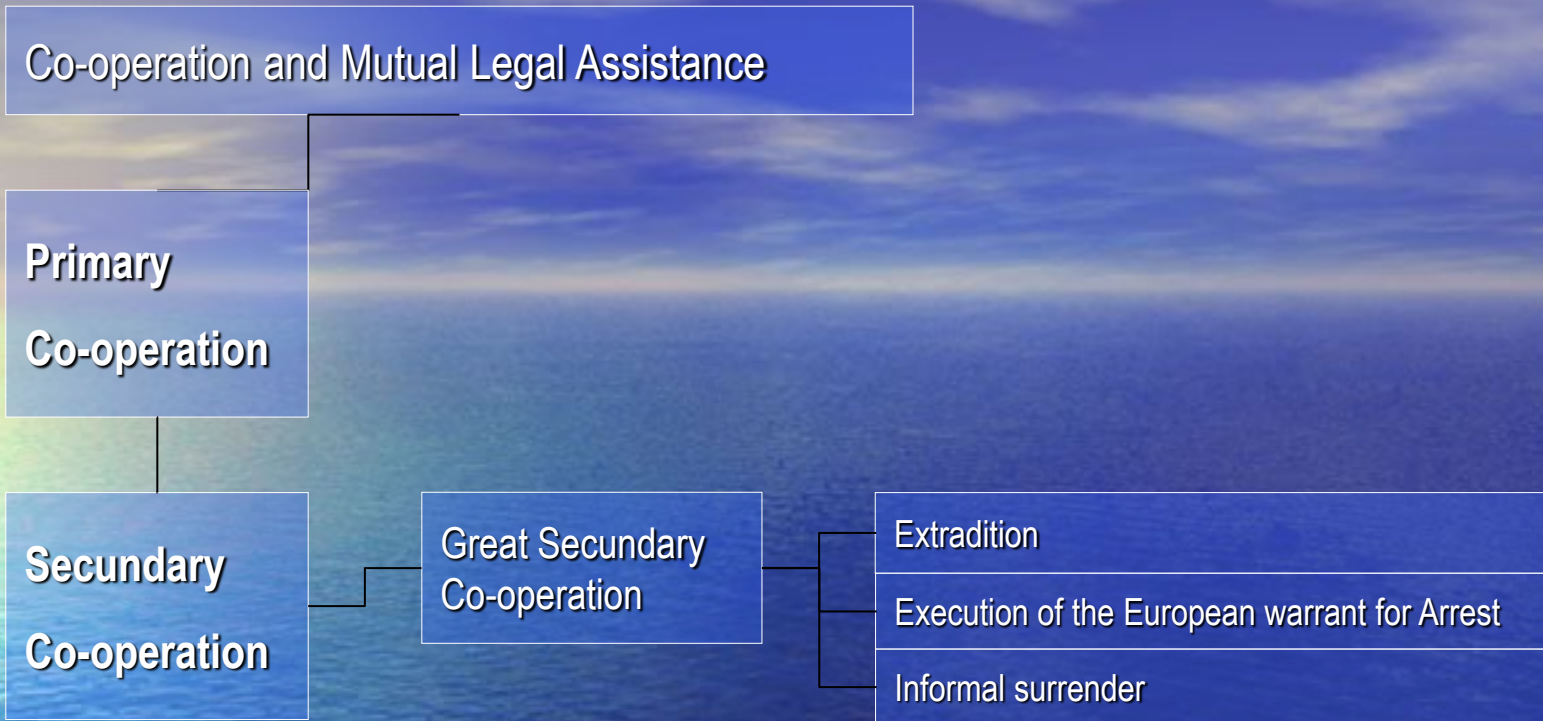 Co-operation and Mutual Legal Assistance
Primary
Co-operation
Secundary
Co-operation
Great Secundary
Co-operation
Extradition
Execution of the European warrant for Arrest
Informal surrender